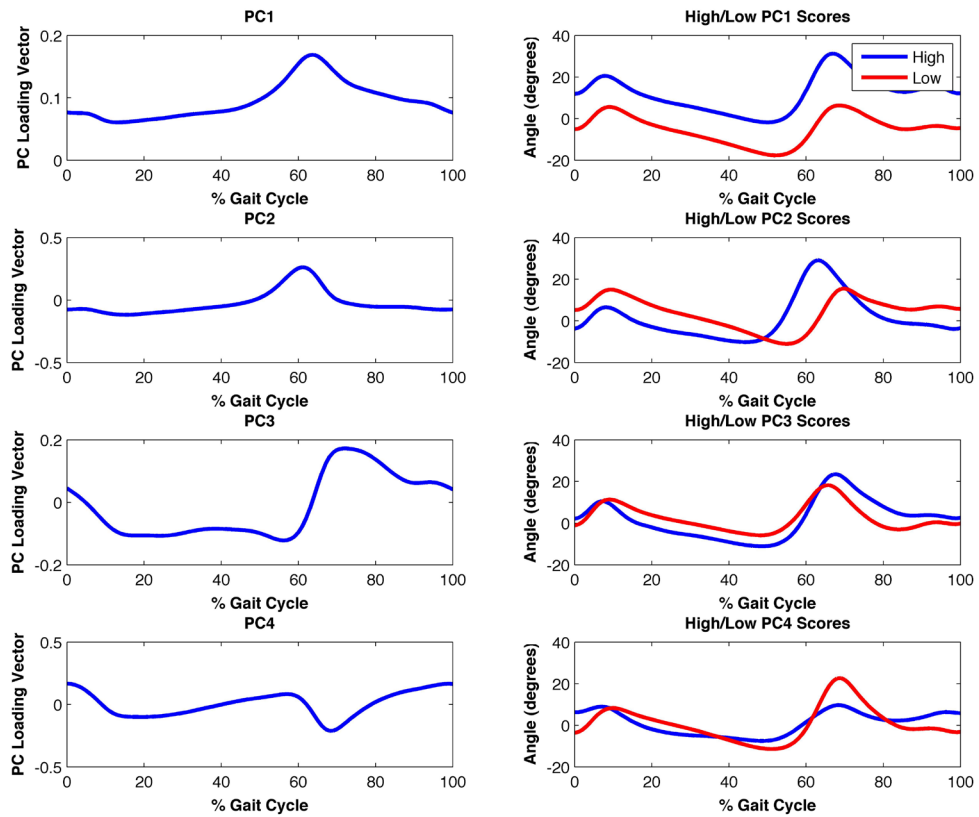 PC1
PC Loading Vector
0.2
0.1
0
0 20 40 60 80 100
% Gait Cycle
High/Low PC1 Scores
Angle (degrees)
40
20
0
-20
0 20 40 60 80 100
% Gait Cycle
High
Low
PC2
PC Loading Vector
0.5
0
-0.5
0 20 40 60 80 100
% Gait Cycle
High/Low PC2 Scores
Angle (degrees)
40
20
0
-20
0 20 40 60 80 100
% Gait Cycle
PC3
PC Loading Vector
0.2
0
-0.2
0 20 40 60 80 100
% Gait Cycle
High/Low PC3 Scores
Angle (degrees)
40
20
0
-20
0 20 40 60 80 100
% Gait Cycle
PC4
PC Loading Vector
0.5
0
-0.5
0 20 40 60 80 100
% Gait Cycle
High/Low PC4 Scores
Angle (degrees)
40
20
0
-20
0 20 40 60 80 100
% Gait Cycle